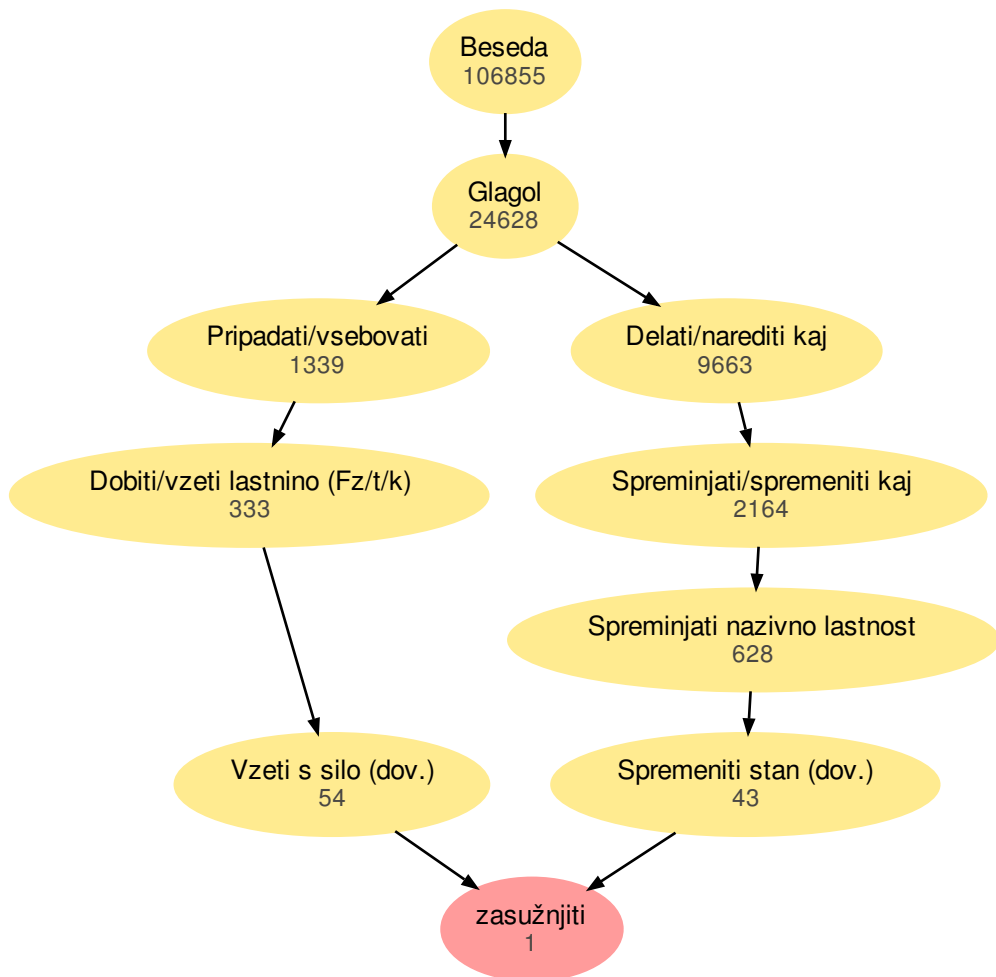 Beseda
106855
Glagol
24628
Pripadati/vsebovati
1339
Delati/narediti kaj
9663
Dobiti/vzeti lastnino (Fz/t/k)
333
Spreminjati/spremeniti kaj
2164
Spreminjati nazivno lastnost
628
Vzeti s silo (dov.)
54
Spremeniti stan (dov.)
43
zasužnjiti
1